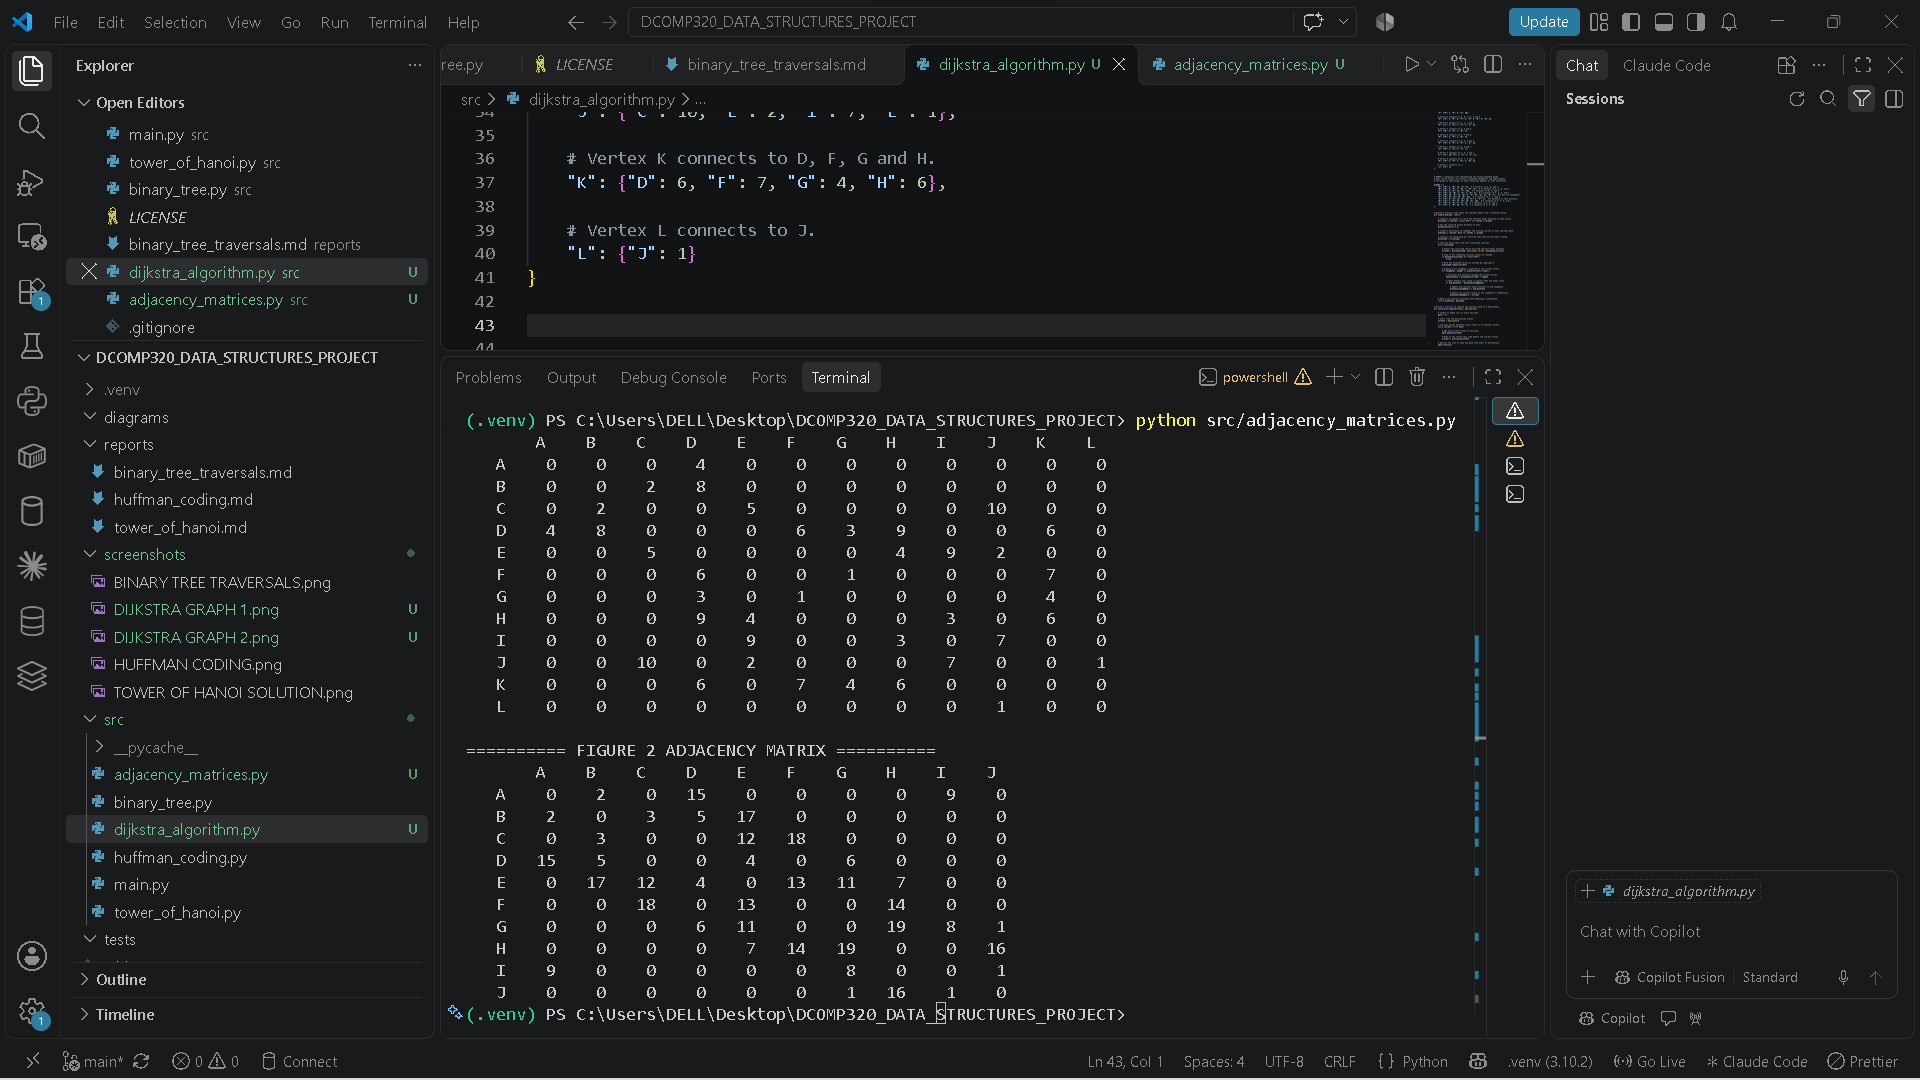 File Edit Selection View Go Run Terminal Help
DCOMP320_DATA_STRUCTURES_PROJECT
Update
Explorer
Open Editors
main.py src
tower_of_hanoi.py src
binary_tree.py src
LICENSE
binary_tree_traversals.md reports
dijkstra_algorithm.py src U
adjacency_matrices.py src U
.gitignore
DCOMP320_DATA_STRUCTURES_PROJECT
.venv
diagrams
reports
binary_tree_traversals.md
huffman_coding.md
tower_of_hanoi.md
screenshots
BINARY TREE TRAVERSALS.png
DIJKSTRA GRAPH 1.png U
DIJKSTRA GRAPH 2.png U
HUFFMAN CODING.png
TOWER OF HANOI SOLUTION.png
src
__pycache__
adjacency_matrices.py U
binary_tree.py
dijkstra_algorithm.py U
huffman_coding.py
main.py
tower_of_hanoi.py
tests
Outline
Timeline
1
1
ree.py LICENSE binary_tree_traversals.md dijkstra_algorithm.py U adjacency_matrices.py U
src > dijkstra_algorithm.py > ...
35
36 # Vertex K connects to D, F, G and H.
37 "K": {"D": 6, "F": 7, "G": 4, "H": 6},
38
39 # Vertex L connects to J.
40 "L": {"J": 1}
41 }
42
43
44
Problems Output Debug Console Ports Terminal
powershell
(.venv) PS C:\Users\DELL\Desktop\DCOMP320_DATA_STRUCTURES_PROJECT> python src/adjacency_matrices.py
A B C D E F G H I J K L
A 0 0 0 4 0 0 0 0 0 0 0 0
B 0 0 2 8 0 0 0 0 0 0 0 0
C 0 2 0 0 5 0 0 0 0 10 0 0
D 4 8 0 0 0 6 3 9 0 0 6 0
E 0 0 5 0 0 0 0 4 9 2 0 0
F 0 0 0 6 0 0 1 0 0 0 7 0
G 0 0 0 3 0 1 0 0 0 0 4 0
H 0 0 0 9 4 0 0 0 3 0 6 0
I 0 0 0 0 9 0 0 3 0 7 0 0
J 0 0 10 0 2 0 0 0 7 0 0 1
K 0 0 0 6 0 7 4 6 0 0 0 0
L 0 0 0 0 0 0 0 0 0 1 0 0
========== FIGURE 2 ADJACENCY MATRIX ==========
A B C D E F G H I J
A 0 2 0 15 0 0 0 0 9 0
B 2 0 3 5 17 0 0 0 0 0
C 0 3 0 0 12 18 0 0 0 0
D 15 5 0 0 4 0 6 0 0 0
E 0 17 12 4 0 13 11 7 0 0
F 0 0 18 0 13 0 0 14 0 0
G 0 0 0 6 11 0 0 19 8 1
H 0 0 0 0 7 14 19 0 0 16
I 9 0 0 0 0 0 8 0 0 1
J 0 0 0 0 0 0 1 16 1 0
(.venv) PS C:\Users\DELL\Desktop\DCOMP320_DATA_STRUCTURES_PROJECT>
Chat Claude Code
Sessions
dijkstra_algorithm.py
Chat with Copilot
Copilot Fusion Standard
Copilot
main* 0 0 Connect
Ln 43, Col 1 Spaces: 4 UTF-8 CRLF { } Python .venv (3.10.2) Go Live Claude Code Prettier